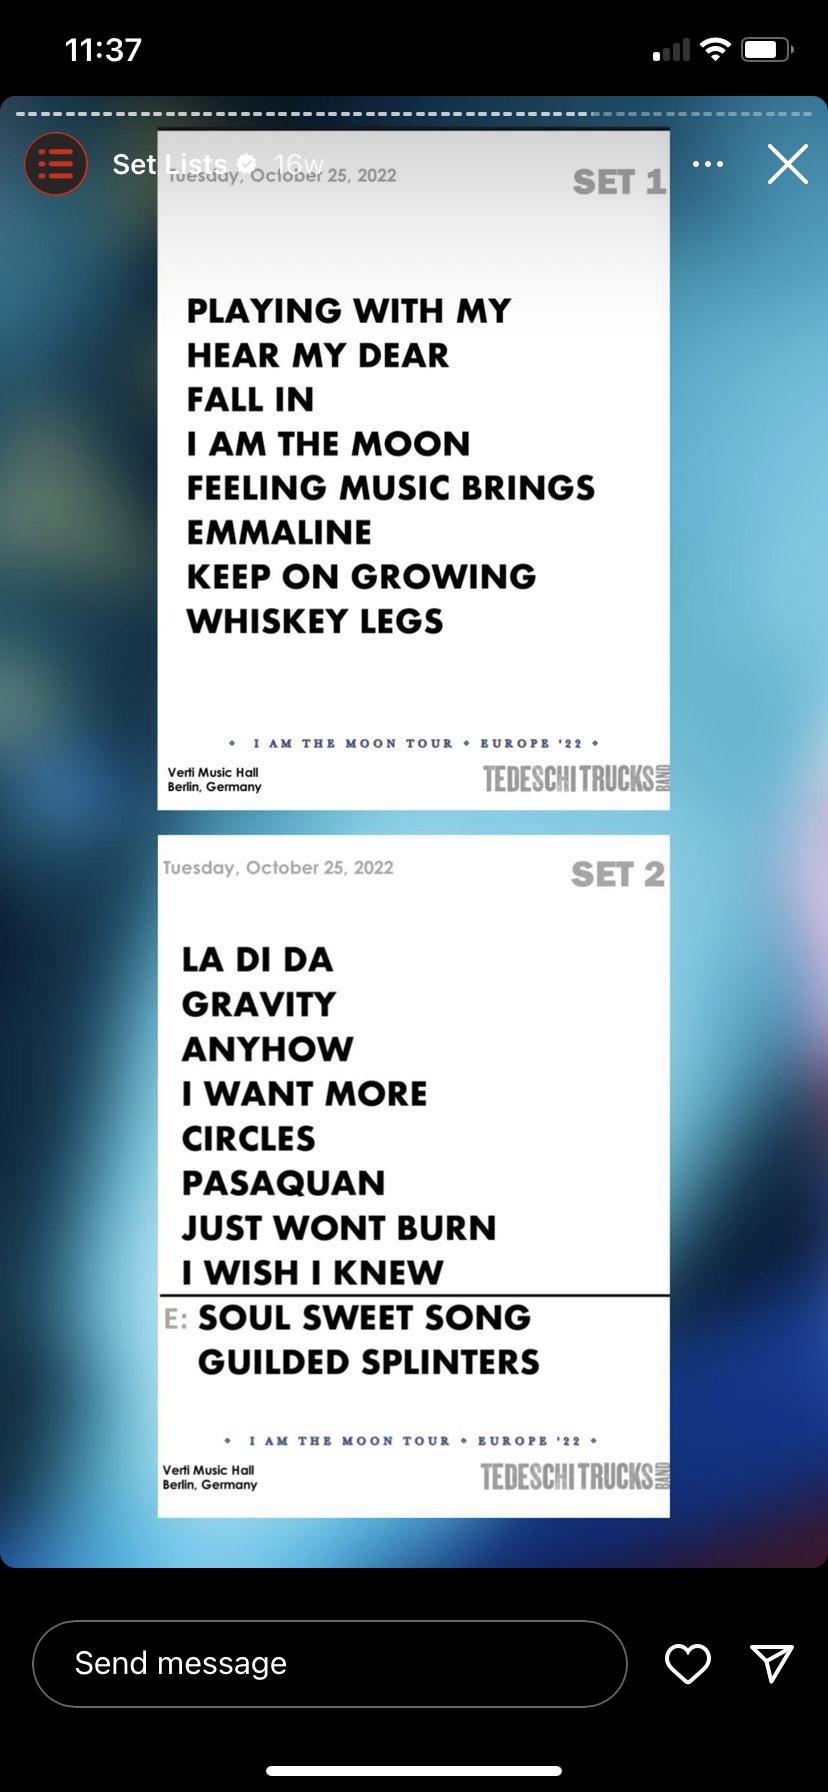 11:37
Set Lists 16w
Tuesday, October 25, 2022
SET 1
PLAYING WITH MY
HEAR MY DEAR
FALL IN
I AM THE MOON
FEELING MUSIC BRINGS
EMMALINE
KEEP ON GROWING
WHISKEY LEGS
• I AM THE MOON TOUR • EUROPE '22 •
Verti Music Hall
Berlin, Germany
TEDESCHI TRUCKS BAND
Tuesday, October 25, 2022
SET 2
LA DI DA
GRAVITY
ANYHOW
I WANT MORE
CIRCLES
PASAQUAN
JUST WONT BURN
I WISH I KNEW
E: SOUL SWEET SONG
GUILDED SPLINTERS
• I AM THE MOON TOUR • EUROPE '22 •
Verti Music Hall
Berlin, Germany
TEDESCHI TRUCKS BAND
Send message